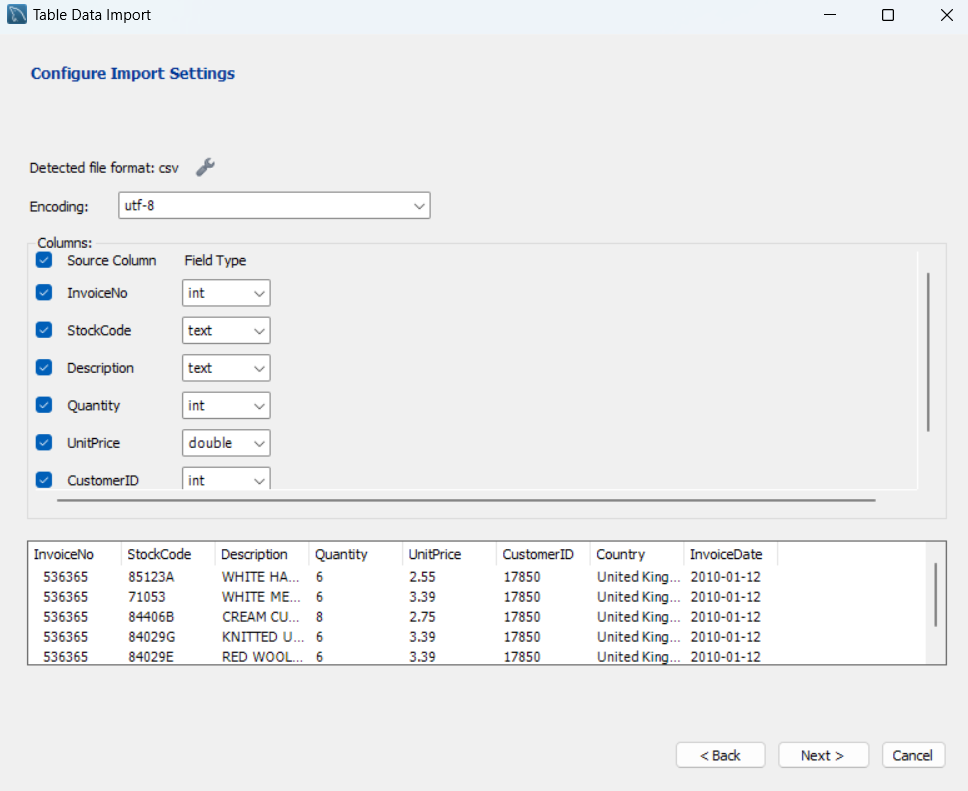 Table Data Import
Configure Import Settings
Detected file format: csv
Encoding: utf-8
Columns:
Source Column Field Type
InvoiceNo int
StockCode text
Description text
Quantity int
UnitPrice double
CustomerID int
InvoiceNo StockCode Description Quantity UnitPrice CustomerID Country InvoiceDate
536365 85123A WHITE HA... 6 2.55 17850 United King... 2010-01-12
536365 71053 WHITE ME... 6 3.39 17850 United King... 2010-01-12
536365 84406B CREAM CU... 8 2.75 17850 United King... 2010-01-12
536365 84029G KNITTED U... 6 3.39 17850 United King... 2010-01-12
536365 84029E RED WOOL... 6 3.39 17850 United King... 2010-01-12
< Back Next > Cancel